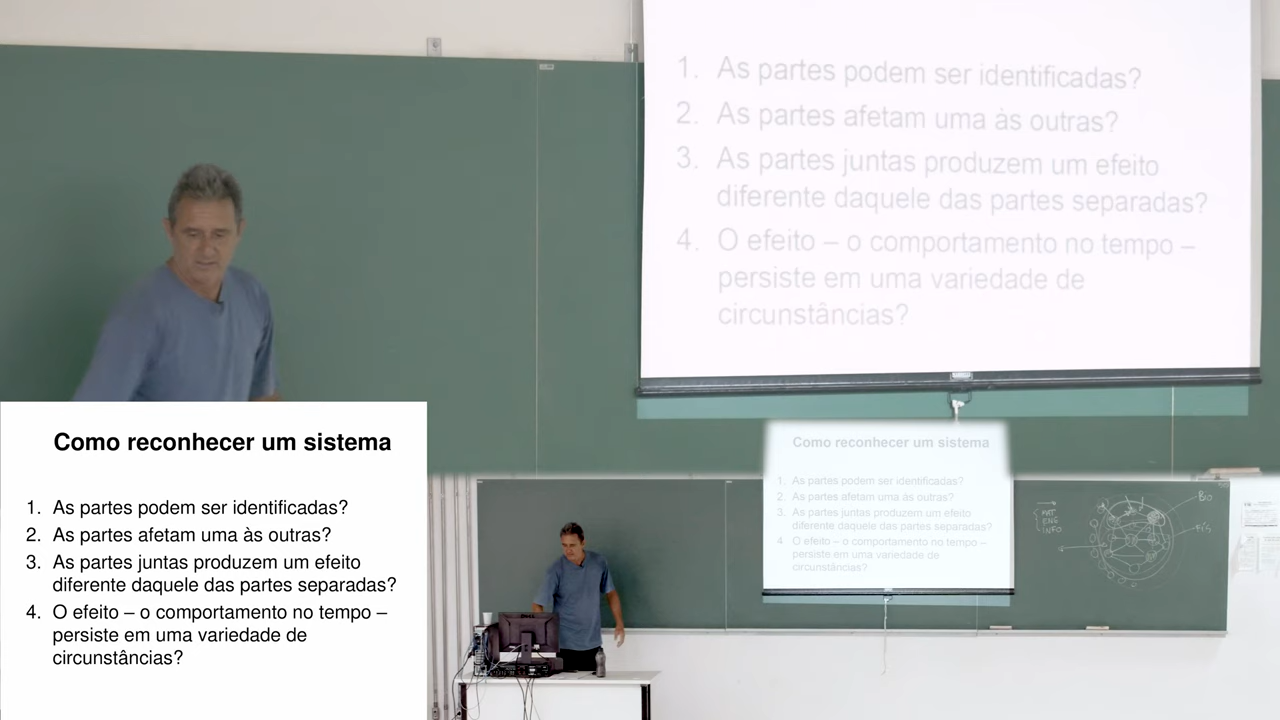 1. As partes podem ser identificadas?
2. As partes afetam uma às outras?
3. As partes juntas produzem um efeito
diferente daquele das partes separadas?
4. O efeito – o comportamento no tempo –
persiste em uma variedade de
circunstâncias?
Como reconhecer um sistema
1. As partes podem ser identificadas?
2. As partes afetam uma às outras?
3. As partes juntas produzem um efeito
diferente daquele das partes separadas?
4. O efeito – o comportamento no tempo –
persiste em uma variedade de
circunstâncias?
Como reconhecer um sistema
1. As partes podem ser identificadas?
2. As partes afetam uma às outras?
3. As partes juntas produzem um efeito
diferente daquele das partes separadas?
4 O efeito – o comportamento no tempo –
persiste em uma variedade de
circunstâncias?
MAT
ENG
INFO
BIO